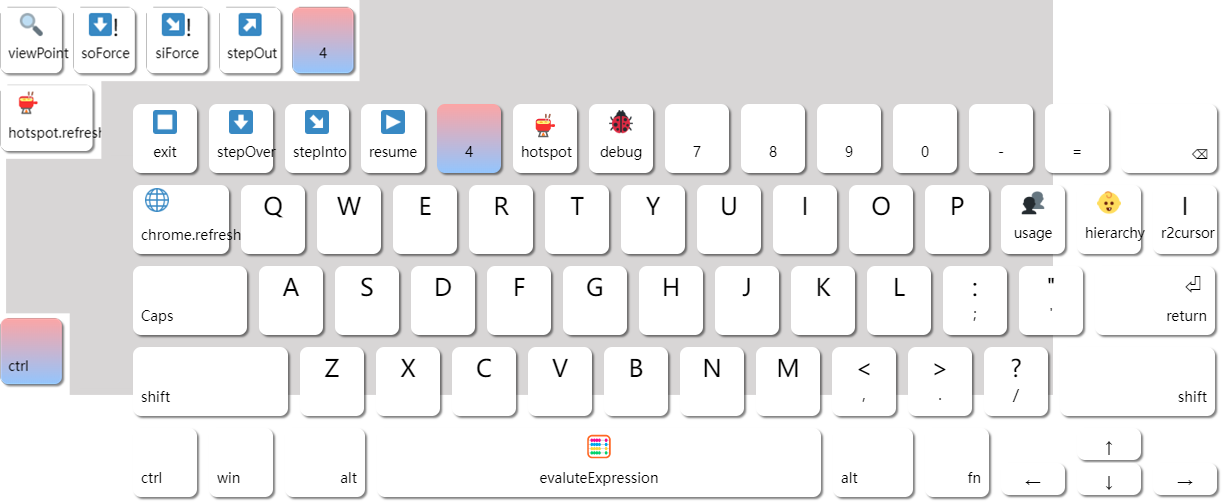 viewPoint soForce siForce stepOut 4
hotspot.refresh
exit stepOver stepInto resume 4 hotspot debug 7 8 9 0 - =
chrome.refresh Q W E R T Y U I O P usage hierarchy I r2cursor
Caps A S D F G H J K L : ; " ' return
ctrl
shift Z X C V B N M < , > . ? / shift
ctrl win alt evaluteExpression alt fn ← ↑ ↓ →